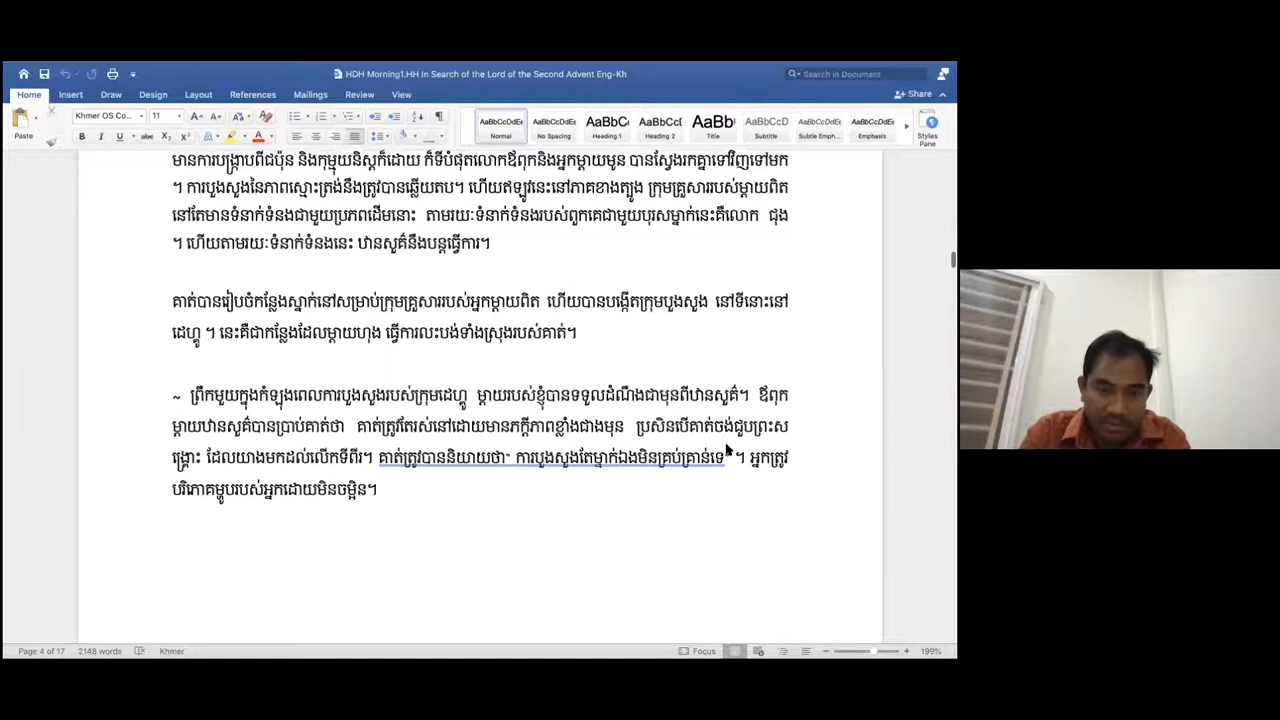 HDH Morning1.HH In Search of the Lord of the Second Advent Eng-Kh
Search in Document
Home Insert Draw Design Layout References Mailings Review View
Share
Paste
Khmer OS Co... 11
AaBbCcDdEe AaBbCcDdEe AaBbCc AaBbCcDc AaBbC AaBbCcDdEe AaBbCcDdEe AaBbCcDdEe
Normal No Spacing Heading 1 Heading 2 Title Subtitle Subtle Emph... Emphasis
Styles Pane
មានការបង្ក្រាបពីជប៉ុន និងកុម្មុយនិស្តក៏ដោយ ក៏ទីបំផុតលោកឪពុកនិងអ្នកម្តាយមូន បានស្វែងរកគ្នាទៅវិញទៅមក
។ ការបួងសួងនៃភាពស្មោះត្រង់នឹងត្រូវបានឆ្លើយតប។ ហើយឥឡូវនេះនៅភាគខាងត្បូង ក្រុមគ្រួសាររបស់ម្តាយពិត
នៅតែមានទំនាក់ទំនងជាមួយប្រភពដើមនោះ តាមរយៈទំនាក់ទំនងរបស់ពួកគេជាមួយបុរសម្នាក់នេះគឺលោក ជុង
។ ហើយតាមរយៈទំនាក់ទំនងនេះ ឋានសួគ៌នឹងបន្តធ្វើការ។
គាត់បានរៀបចំកន្លែងស្នាក់នៅសម្រាប់ក្រុមគ្រួសាររបស់អ្នកម្តាយពិត ហើយបានបង្កើតក្រុមបួងសួង នៅទីនោះនៅ
ដេហ្គូ ។ នេះគឺជាកន្លែងដែលម្តាយហុង ធ្វើការលះបង់ទាំងស្រុងរបស់គាត់។
~ ព្រឹកមួយក្នុងកំឡុងពេលការបួងសួងរបស់ក្រុមដេហ្គូ ម្តាយរបស់ខ្ញុំបានទទួលដំណឹងជាមុនពីឋានសួគ៌។ ឪពុក
ម្តាយឋានសួគ៌បានប្រាប់គាត់ថា គាត់ត្រូវតែរស់នៅដោយមានភក្តីភាពខ្លាំងជាងមុន ប្រសិនបើគាត់ចង់ជួបព្រះស
ង្គ្រោះ ដែលយាងមកដល់លើកទីពីរ។ គាត់ត្រូវបាននិយាយថា" ការបួងសួងតែម្នាក់ឯងមិនគ្រប់គ្រាន់ទេ" ។ អ្នកត្រូវ
បរិភោគម្ហូបរបស់អ្នកដោយមិនចម្អិន។
Page 4 of 17 2148 words Khmer Focus 199%